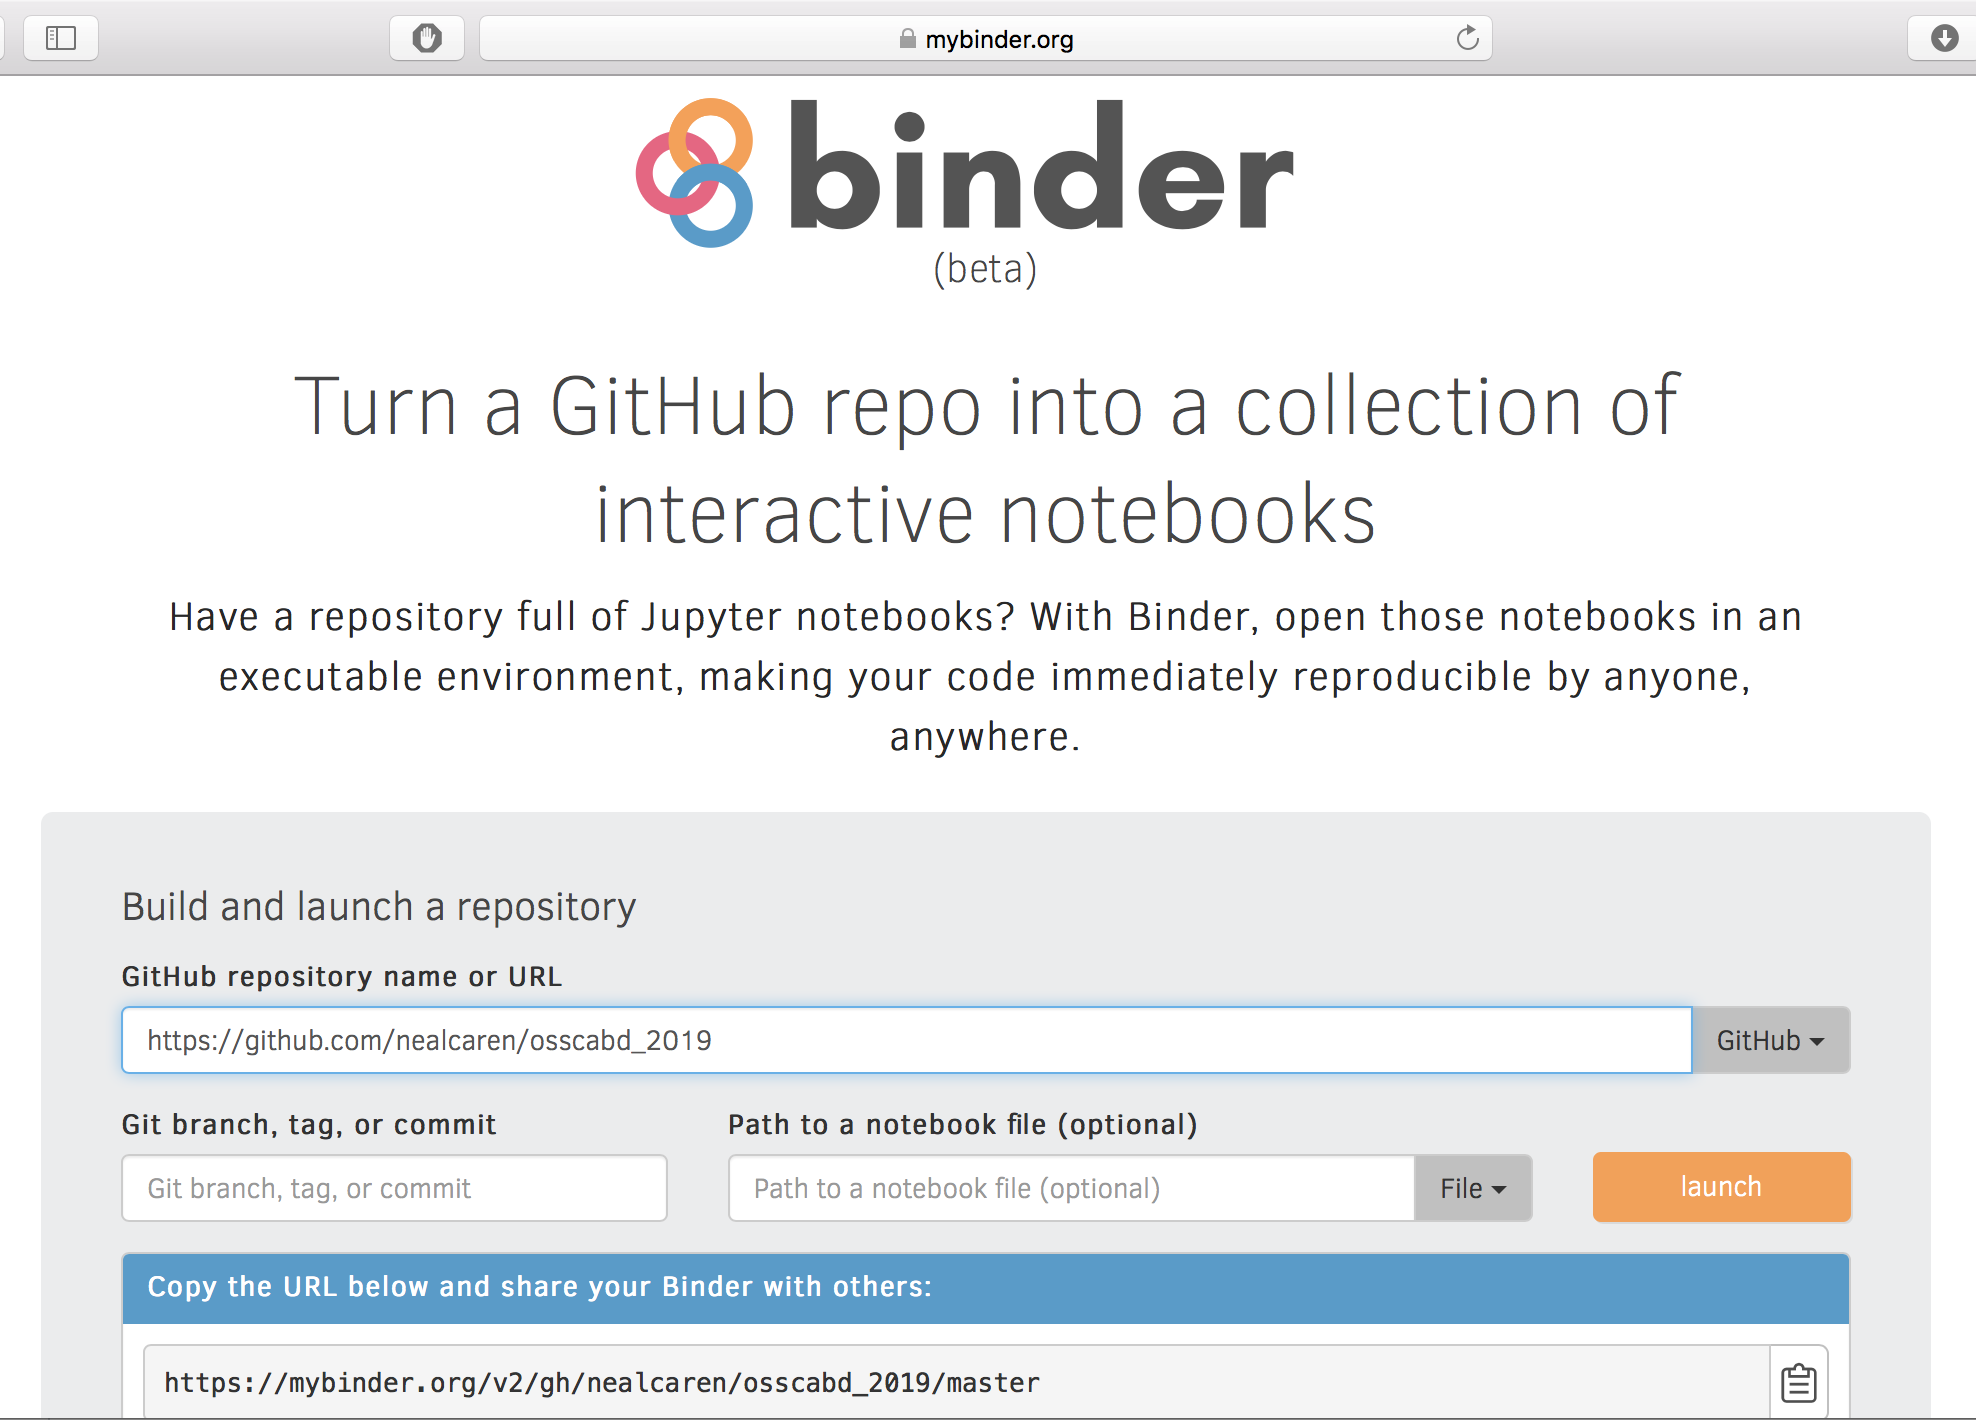 mybinder.org
binder
(beta)
Turn a GitHub repo into a collection of
interactive notebooks
Have a repository full of Jupyter notebooks? With Binder, open those notebooks in an
executable environment, making your code immediately reproducible by anyone,
anywhere.
Build and launch a repository
GitHub repository name or URL
https://github.com/nealcaren/osscabd_2019
GitHub
Git branch, tag, or commit
Path to a notebook file (optional)
Git branch, tag, or commit
Path to a notebook file (optional)
File
launch
Copy the URL below and share your Binder with others:
https://mybinder.org/v2/gh/nealcaren/osscabd_2019/master